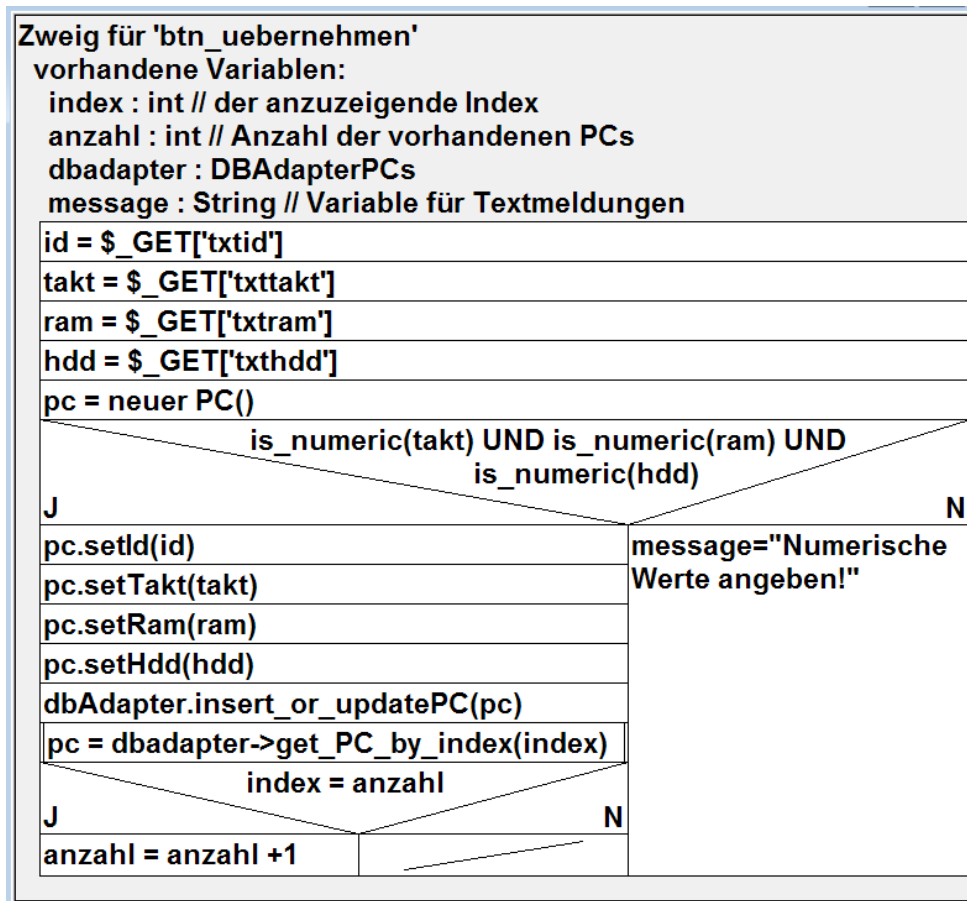 Zweig für 'btn_uebernehmen'
vorhandene Variablen:
index : int // der anzuzeigende Index
anzahl : int // Anzahl der vorhandenen PCs
dbadapter : DBAdapterPCs
message : String // Variable für Textmeldungen
id = $_GET['txtid']
takt = $_GET['txttakt']
ram = $_GET['txtram']
hdd = $_GET['txthdd']
pc = neuer PC()
is_numeric(takt) UND is_numeric(ram) UND
is_numeric(hdd)
J
N
pc.setId(id)
pc.setTakt(takt)
pc.setRam(ram)
pc.setHdd(hdd)
dbAdapter.insert_or_updatePC(pc)
pc = dbadapter->get_PC_by_index(index)
index = anzahl
J
N
anzahl = anzahl +1
message="Numerische
Werte angeben!"